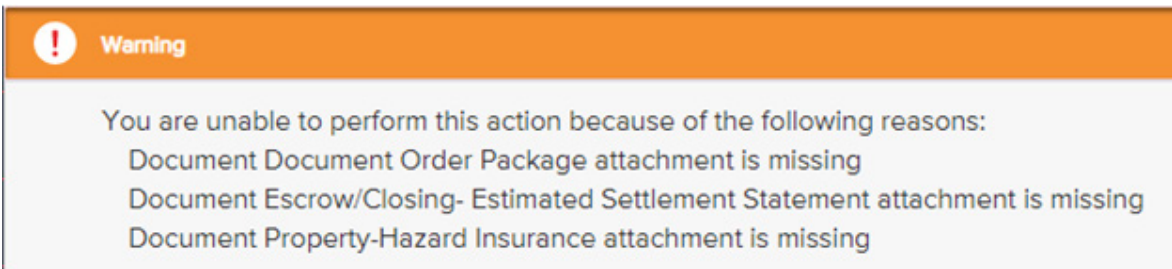 Warning
You are unable to perform this action because of the following reasons:
Document Document Order Package attachment is missing
Document Escrow/Closing- Estimated Settlement Statement attachment is missing
Document Property-Hazard Insurance attachment is missing